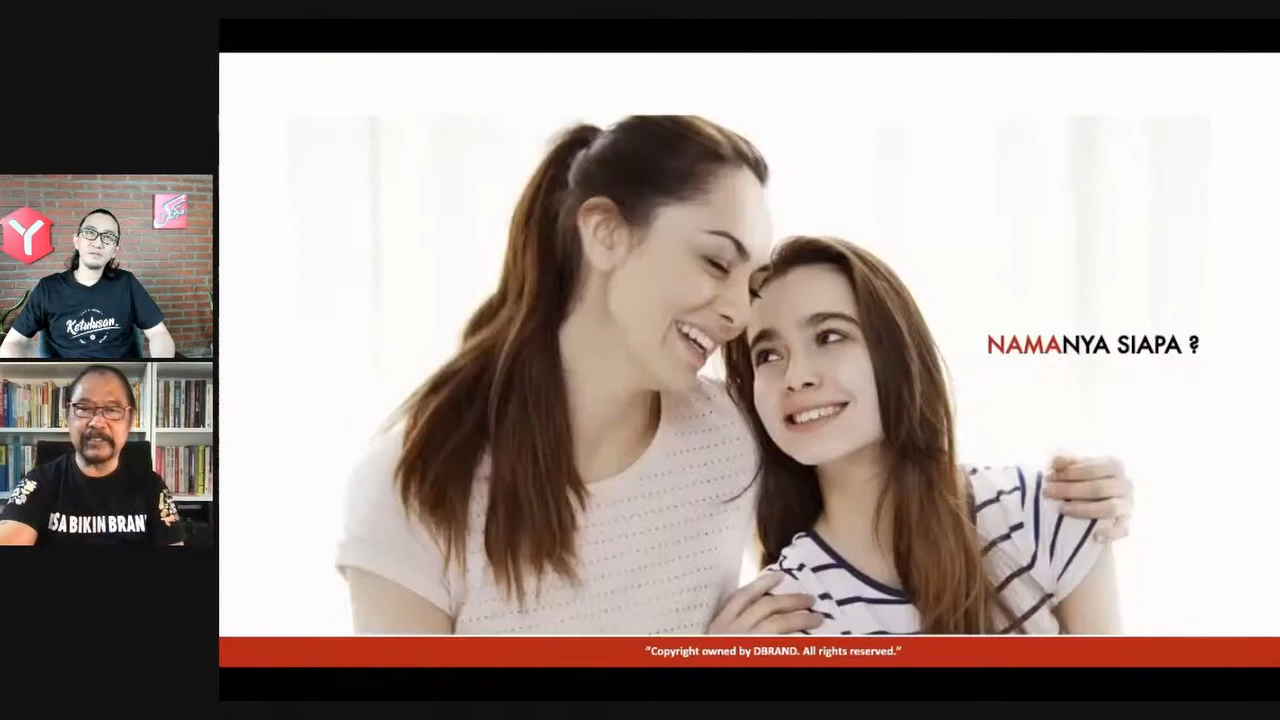 Y
Ketulusan
SA BIKIN BRAN
NAMANYA SIAPA ?
“Copyright owned by DBRAND. All rights reserved.”